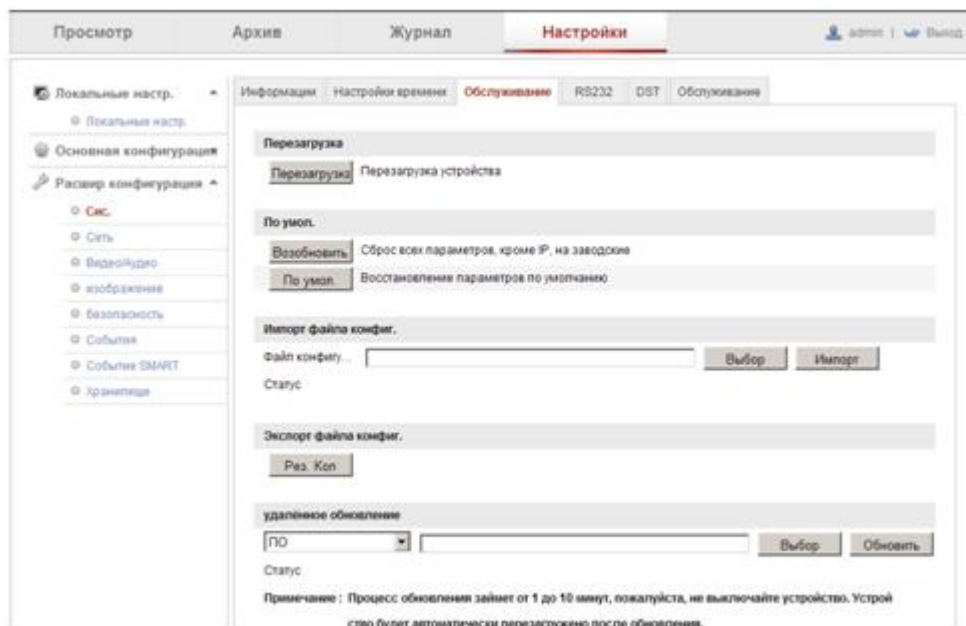 Просмотр Архив Журнал Настройки admin | Выход
Локальные настр.
Локальные настр.
Основная конфигурация
Расшир конфигурация
Сис.
Сеть
Видео/Аудио
изображение
безопасность
События
Событие SMART
Хранилище
Информации Настройки времени Обслуживание RS232 DST Обслуживание
Перезагрузка
Перезагрузка Перезагрузка устройства
По умол.
Возобновить Сброс всех параметров, кроме IP, на заводские
По умол. Восстановление параметров по умолчанию
Импорт файла конфиг.
Файл конфигу... Выбор Импорт
Статус
Экспорт файла конфиг.
Рез. Коп
удалённое обновление
ПО Выбор Обновить
Статус
Примечание : Процесс обновления займет от 1 до 10 минут, пожалуйста, не выключайте устройство. Устрой
ство будет автоматически перезагружено после обновления.